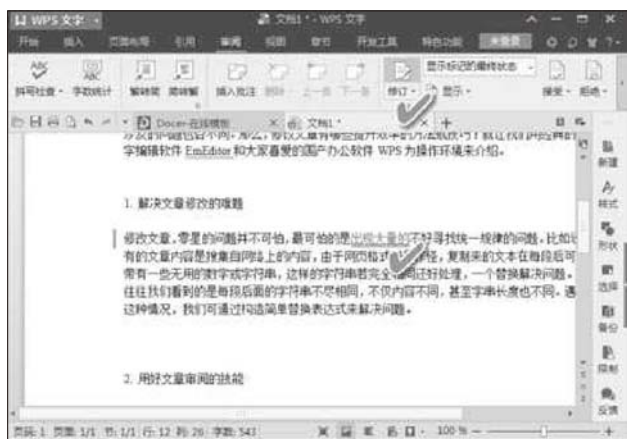 WPS 文字
文档1 * - WPS 文字
开始 插入 页面布局 引用 审阅 视图 章节 开发工具 特色功能 未登录
拼写检查 字数统计 繁转简 简转繁 插入批注 删除 上一条 下一条 修订 显示标记的最终状态 显示 接受 拒绝
Docer-在线模板 文档1 *
字编辑软件 EmEditor 和大家喜爱的国产办公软件 WPS 为操作环境来介绍。
1. 解决文章修改的难题
修改文章,零星的问题并不可怕,最可怕的是出现大量的不好寻找统一规律的问题,比如
有的文章内容是搜集自网络上的内容,由于网页格式,复制来的文本在每段后可
带有一些无用的数字或字符串,这样的字符串若完全相同还好处理,一个替换解决问题。
往往我们看到的是每段后面的字符串不尽相同,不仅内容不同,甚至字串长度也不同。遇
这种情况,我们可通过构造简单替换表达式来解决问题。
2. 用好文章审阅的技能
新建
样式
形状
选择
备份
限制
反馈
页码: 1 页面: 1/1 节: 1/1 行: 12 列: 26 字数: 543 100 %